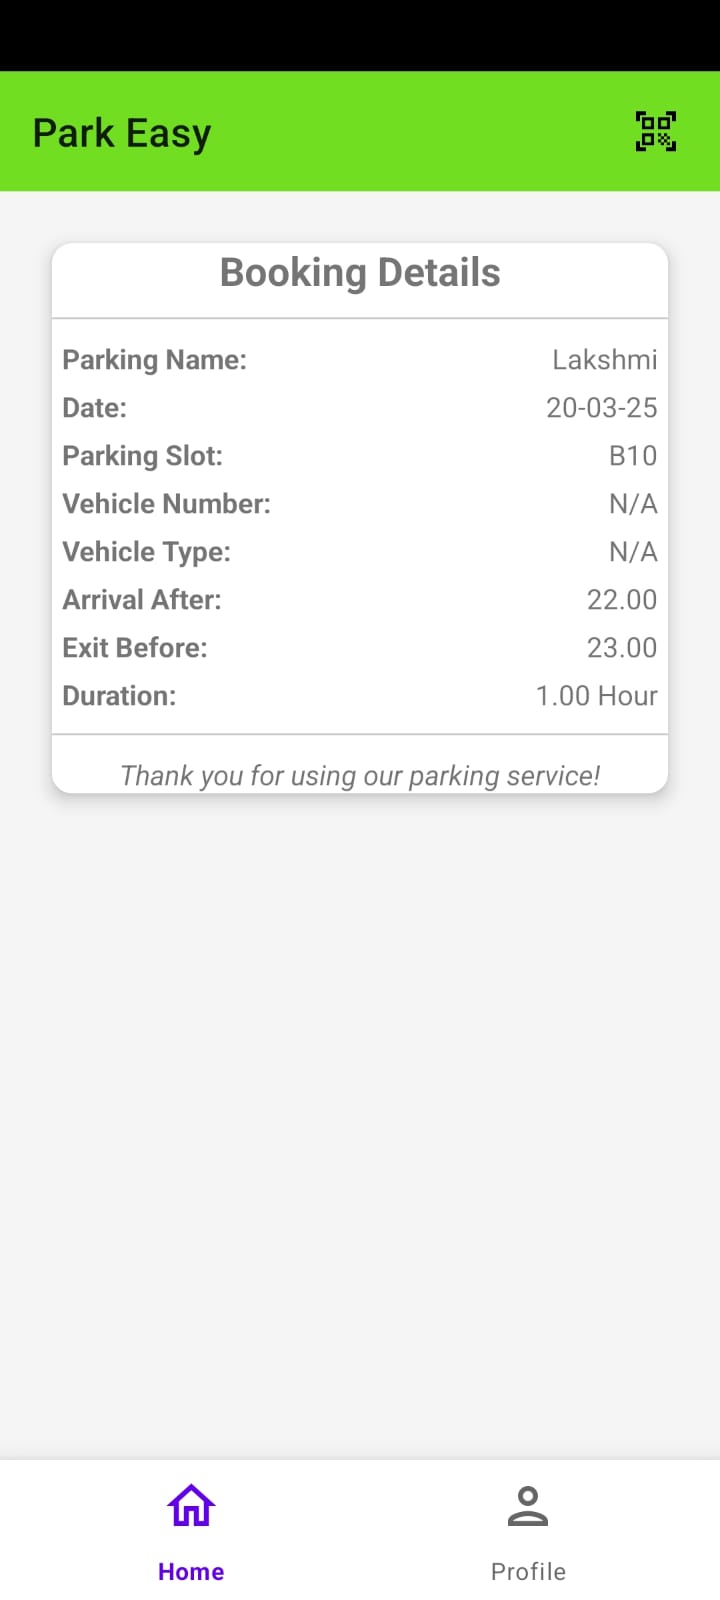 Park Easy
Booking Details
Parking Name: Lakshmi
Date: 20-03-25
Parking Slot: B10
Vehicle Number: N/A
Vehicle Type: N/A
Arrival After: 22.00
Exit Before: 23.00
Duration: 1.00 Hour
Thank you for using our parking service!
Home Profile